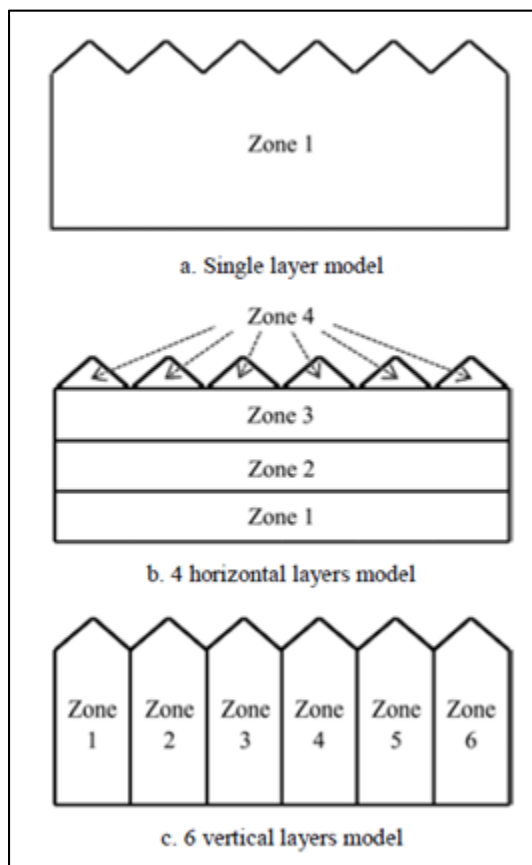 Zone 1
a. Single layer model
Zone 4
Zone 3
Zone 2
Zone 1
b. 4 horizontal layers model
Zone Zone Zone Zone Zone Zone
1 2 3 4 5 6
c. 6 vertical layers model